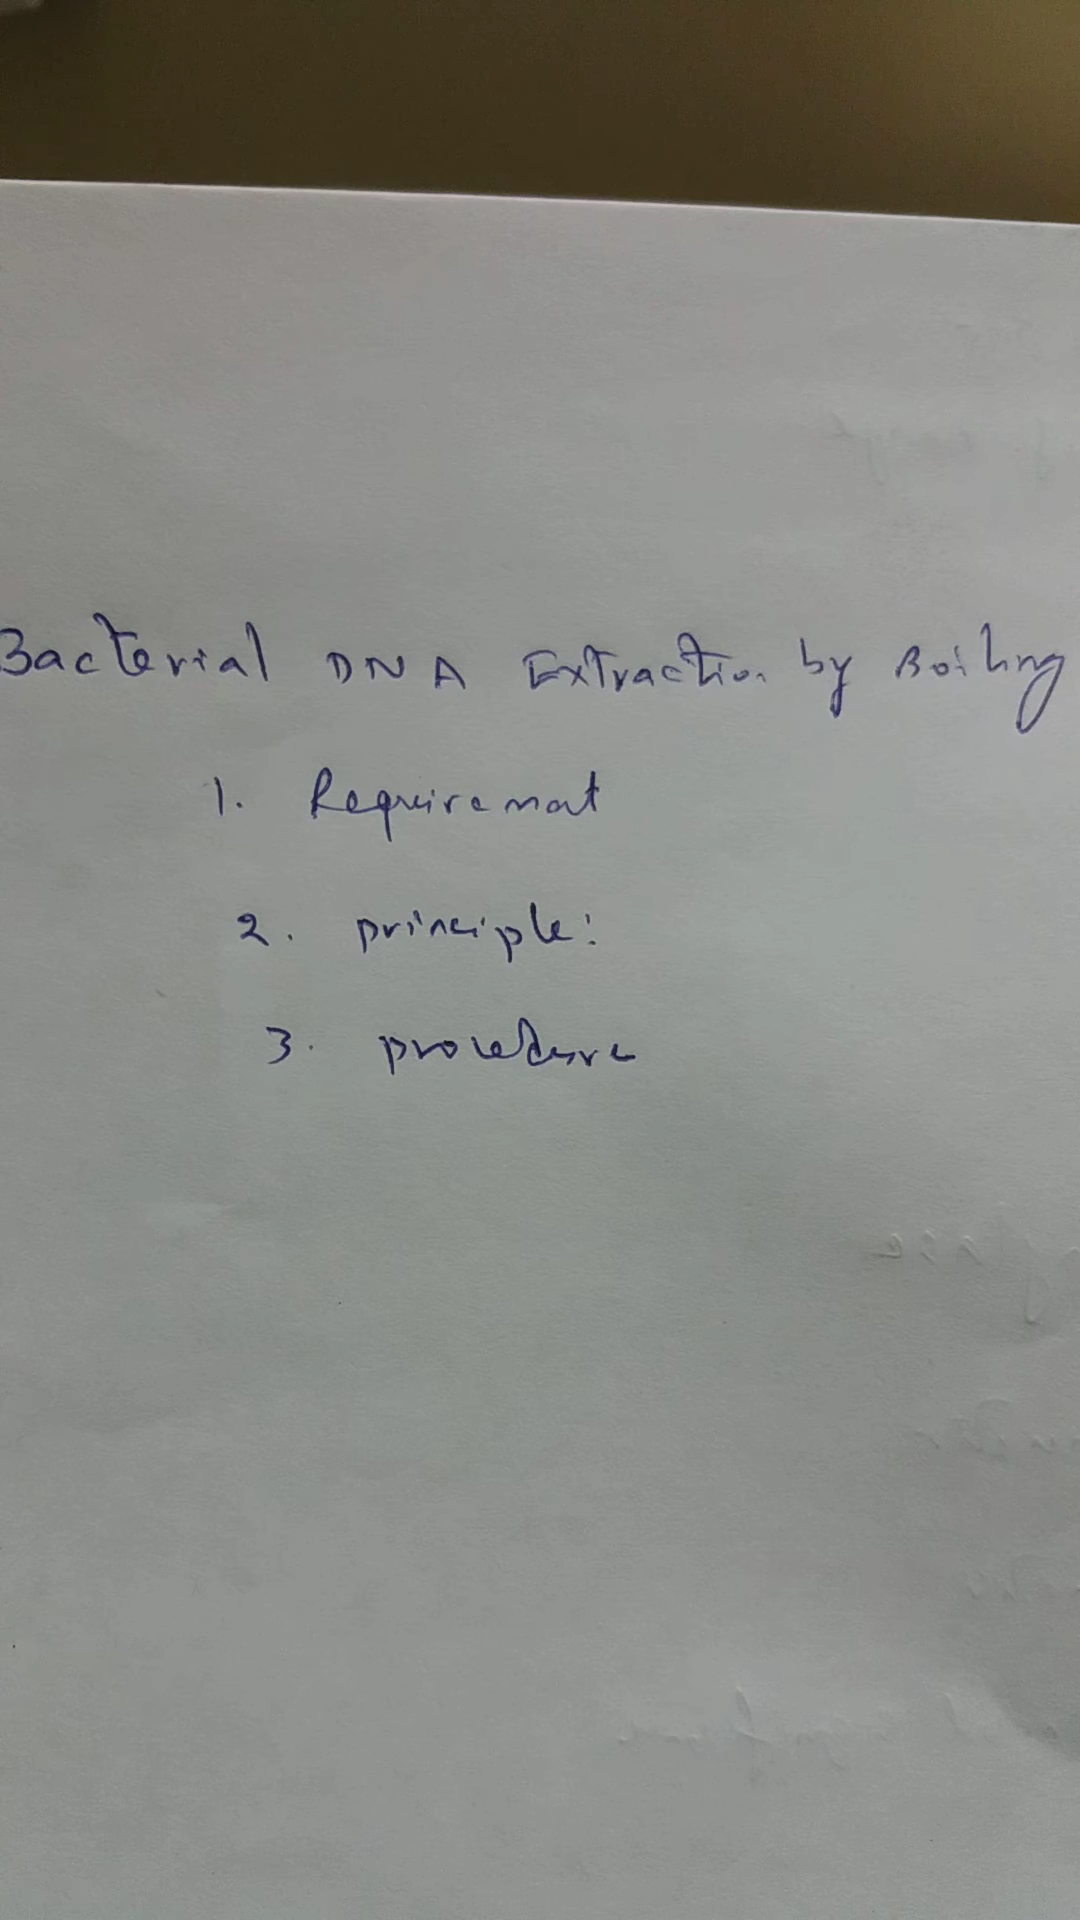 Bacterial DNA Extraction by Boiling
1. Requirement
2. principle:
3. procedure